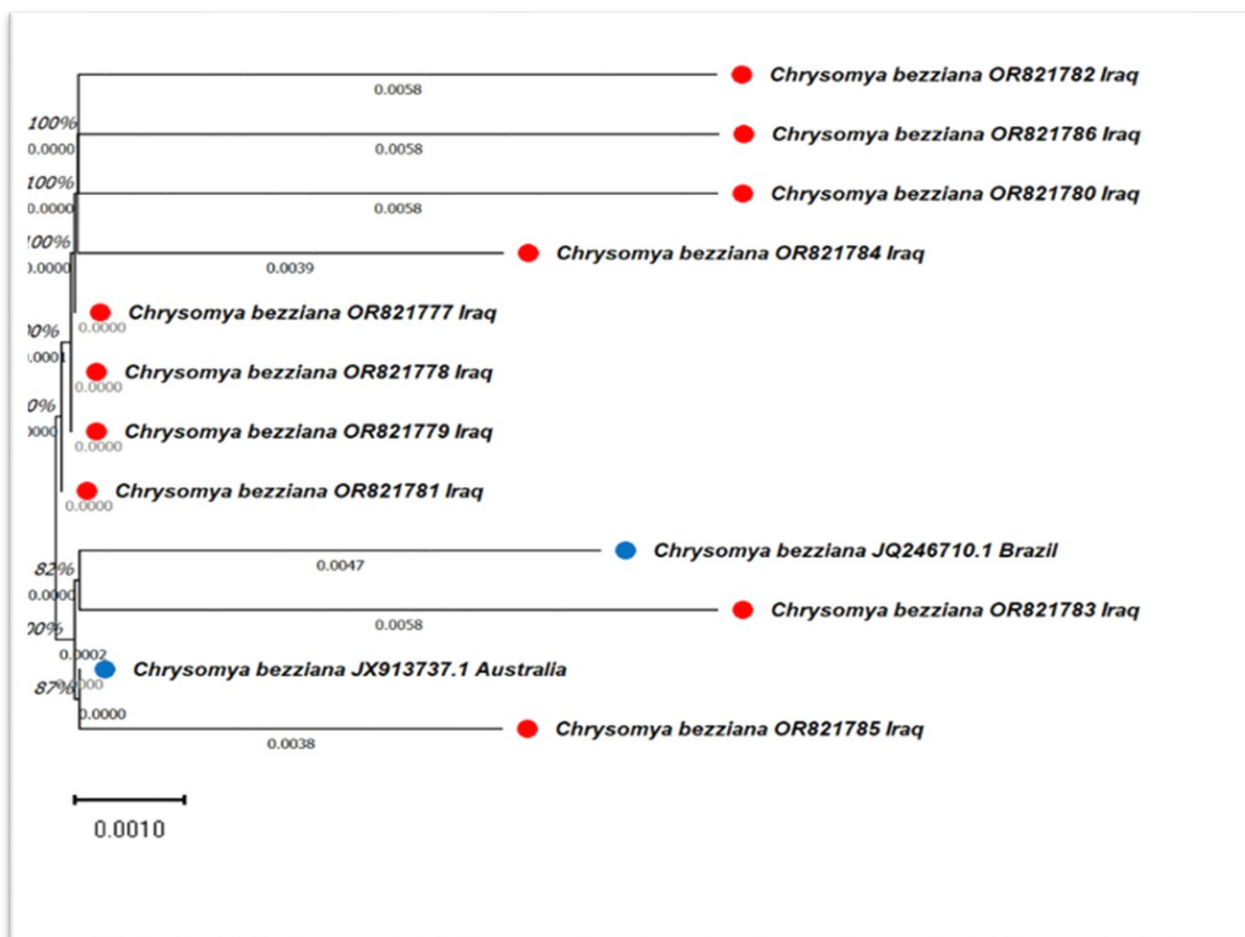 Chrysomya bezziana OR821782 Iraq
0.0058
100%
Chrysomya bezziana OR821786 Iraq
0.0000
0.0058
100%
Chrysomya bezziana OR821780 Iraq
0.0000
0.0058
Chrysomya bezziana OR821784 Iraq
0.0039
Chrysomya bezziana OR821777 Iraq
0.0000
Chrysomya bezziana OR821778 Iraq
0.0000
Chrysomya bezziana OR821779 Iraq
0.0000
Chrysomya bezziana OR821781 Iraq
0.0000
Chrysomya bezziana JQ246710.1 Brazil
0.0047
82%
0.0000
Chrysomya bezziana OR821783 Iraq
0.0058
0.0002
Chrysomya bezziana JX913737.1 Australia
87%
0.0000
Chrysomya bezziana OR821785 Iraq
0.0038
0.0010